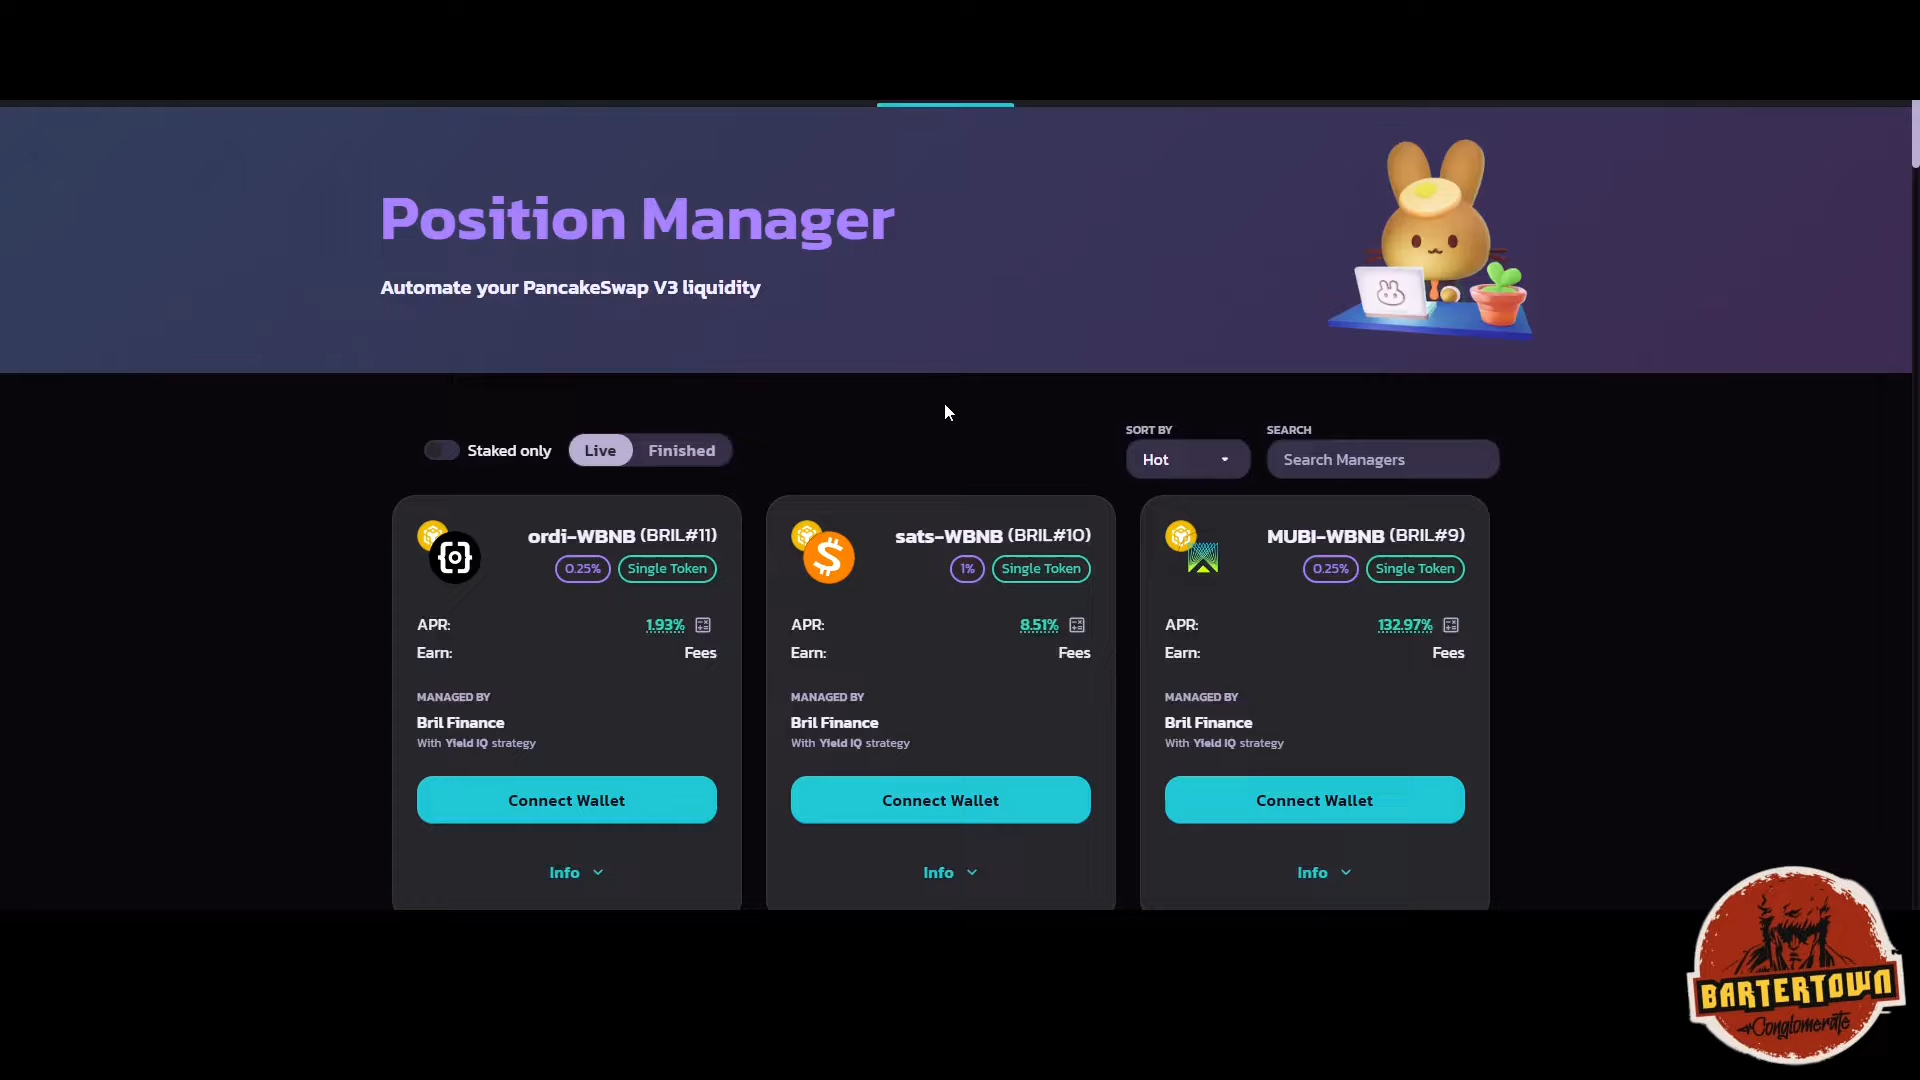 Position Manager
Automate your PancakeSwap V3 liquidity
Staked only
Live
Finished
SORT BY
Hot
SEARCH
Search Managers
ordi-WBNB (BRIL#11)
0.25%
Single Token
APR:
1.93%
Earn:
Fees
MANAGED BY
Bril Finance
With Yield IQ strategy
Connect Wallet
Info
sats-WBNB (BRIL#10)
1%
Single Token
APR:
8.51%
Earn:
Fees
MANAGED BY
Bril Finance
With Yield IQ strategy
Connect Wallet
Info
MUBI-WBNB (BRIL#9)
0.25%
Single Token
APR:
132.97%
Earn:
Fees
MANAGED BY
Bril Finance
With Yield IQ strategy
Connect Wallet
Info
BARTERTOWN
Conglomerate